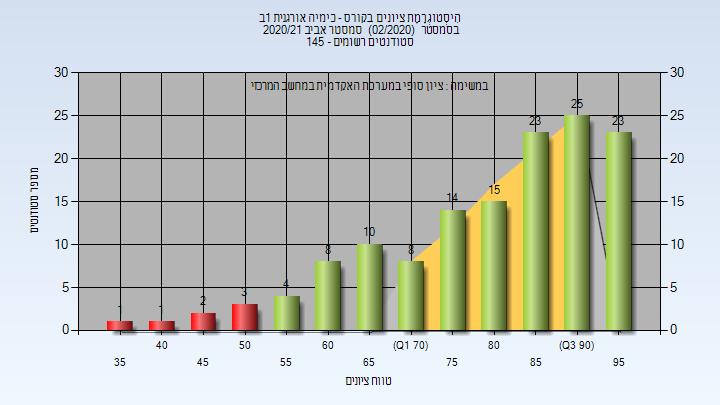 היסטוגרמת ציונים בקורס - כימיה אורגנית 1ב
בסמסטר (02/2020) סמסטר אביב 2020/21
סטודנטים רשומים - 145
במשימה : ציון סופי במערכת האקדמית במחשב המרכזי
30 30
25 25
20 20
15 15
10 10
5 5
0 0
מספר סטודנטים
1 1 2 3 4 8 10 8 14 15 23 25 23
40 50 60 (Q1 70) 80 (Q3 90)
35 45 55 65 75 85 95
טווח ציונים